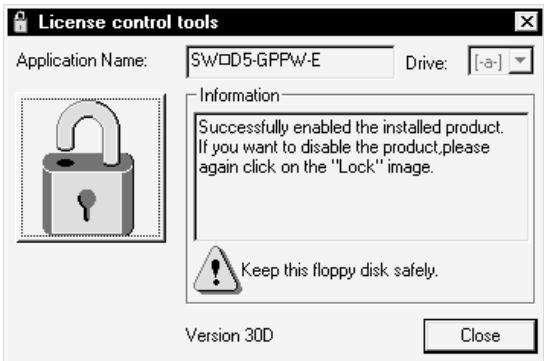 License control tools
Application Name: SW□D5-GPPW-E Drive: [-a-]
Information
Successfully enabled the installed product.
If you want to disable the product,please
again click on the "Lock" image.
Keep this floppy disk safely.
Version 30D Close